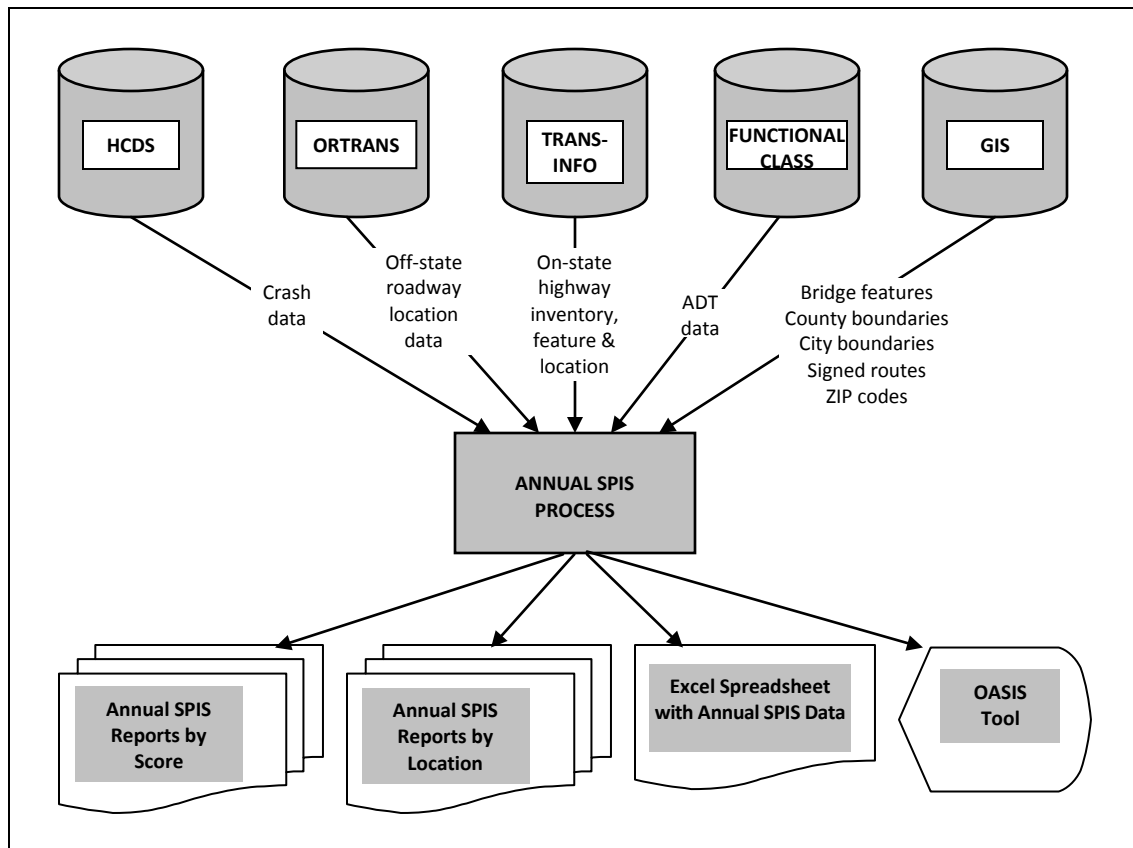 HCDS
ORTRANS
TRANS-
INFO
FUNCTIONAL
CLASS
GIS
Crash
data
Off-state
roadway
location
data
On-state
highway
inventory,
feature &
location
ADT
data
Bridge features
County boundaries
City boundaries
Signed routes
ZIP codes
ANNUAL SPIS
PROCESS
Annual SPIS
Reports by
Score
Annual SPIS
Reports by
Location
Excel Spreadsheet
with Annual SPIS Data
OASIS
Tool